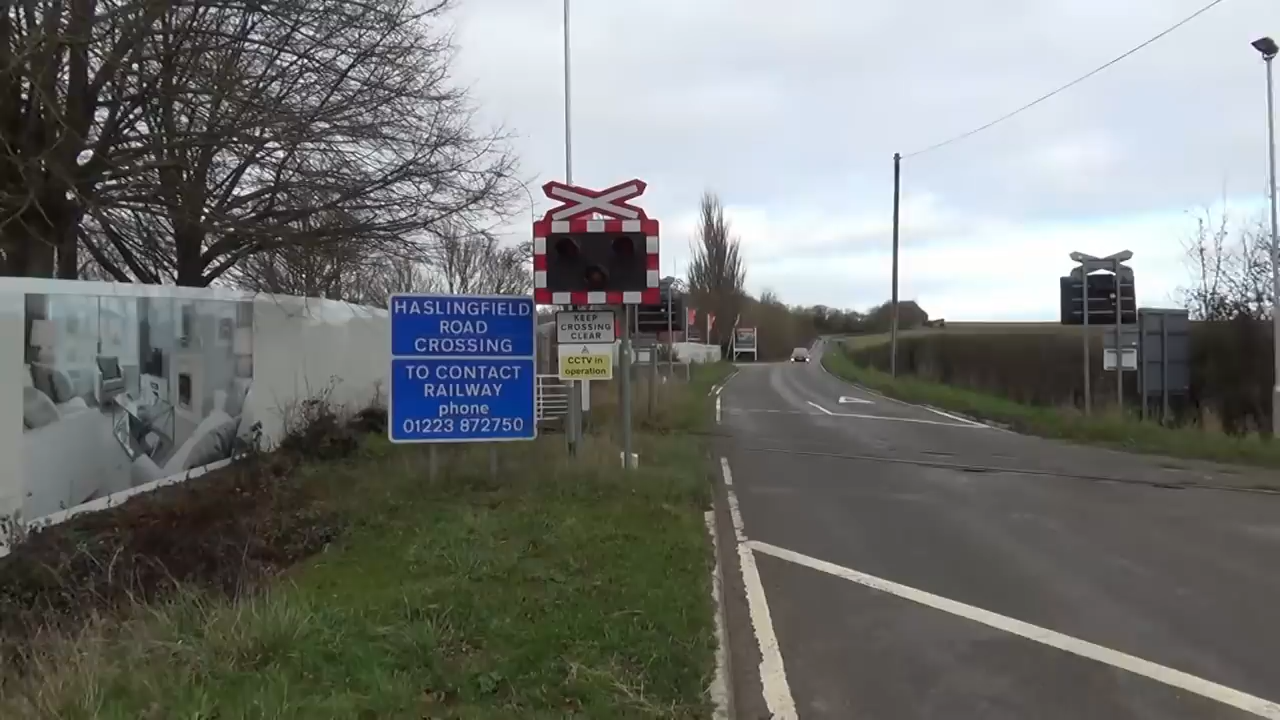 HASLINGFIELD
ROAD
CROSSING
TO CONTACT
RAILWAY
phone
01223 872750
KEEP
CROSSING
CLEAR
CCTV in
operation